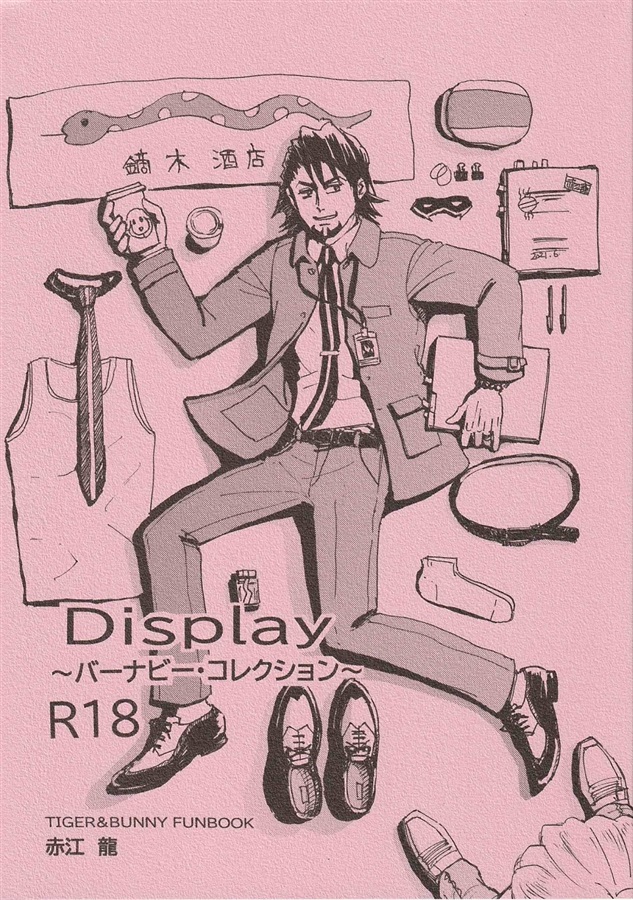 鏑木 酒店
2021.6
Display
~バーナビー・コレクション~
R18
TIGER&BUNNY FUNBOOK
赤江 龍